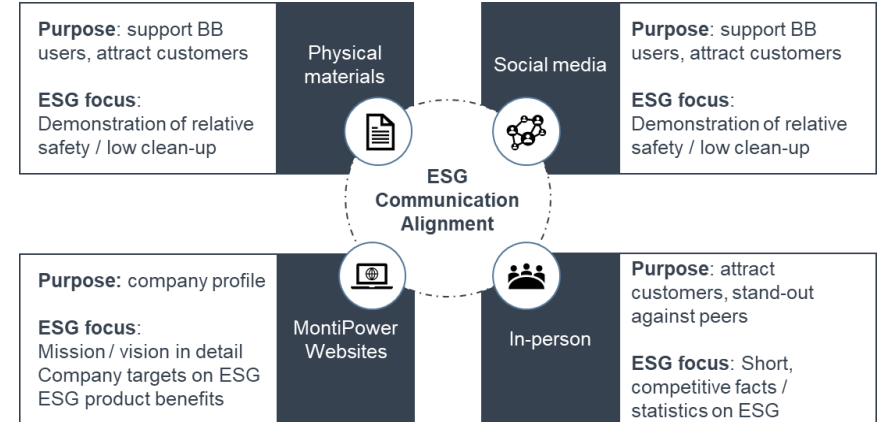 Purpose: support BB
users, attract customers
ESG focus:
Demonstration of relative
safety / low clean-up
Physical
materials
Social media
Purpose: support BB
users, attract customers
ESG focus:
Demonstration of relative
safety / low clean-up
ESG
Communication
Alignment
Purpose: company profile
ESG focus:
Mission / vision in detail
Company targets on ESG
ESG product benefits
MontiPower
Websites
In-person
Purpose: attract
customers, stand-out
against peers
ESG focus: Short,
competitive facts /
statistics on ESG